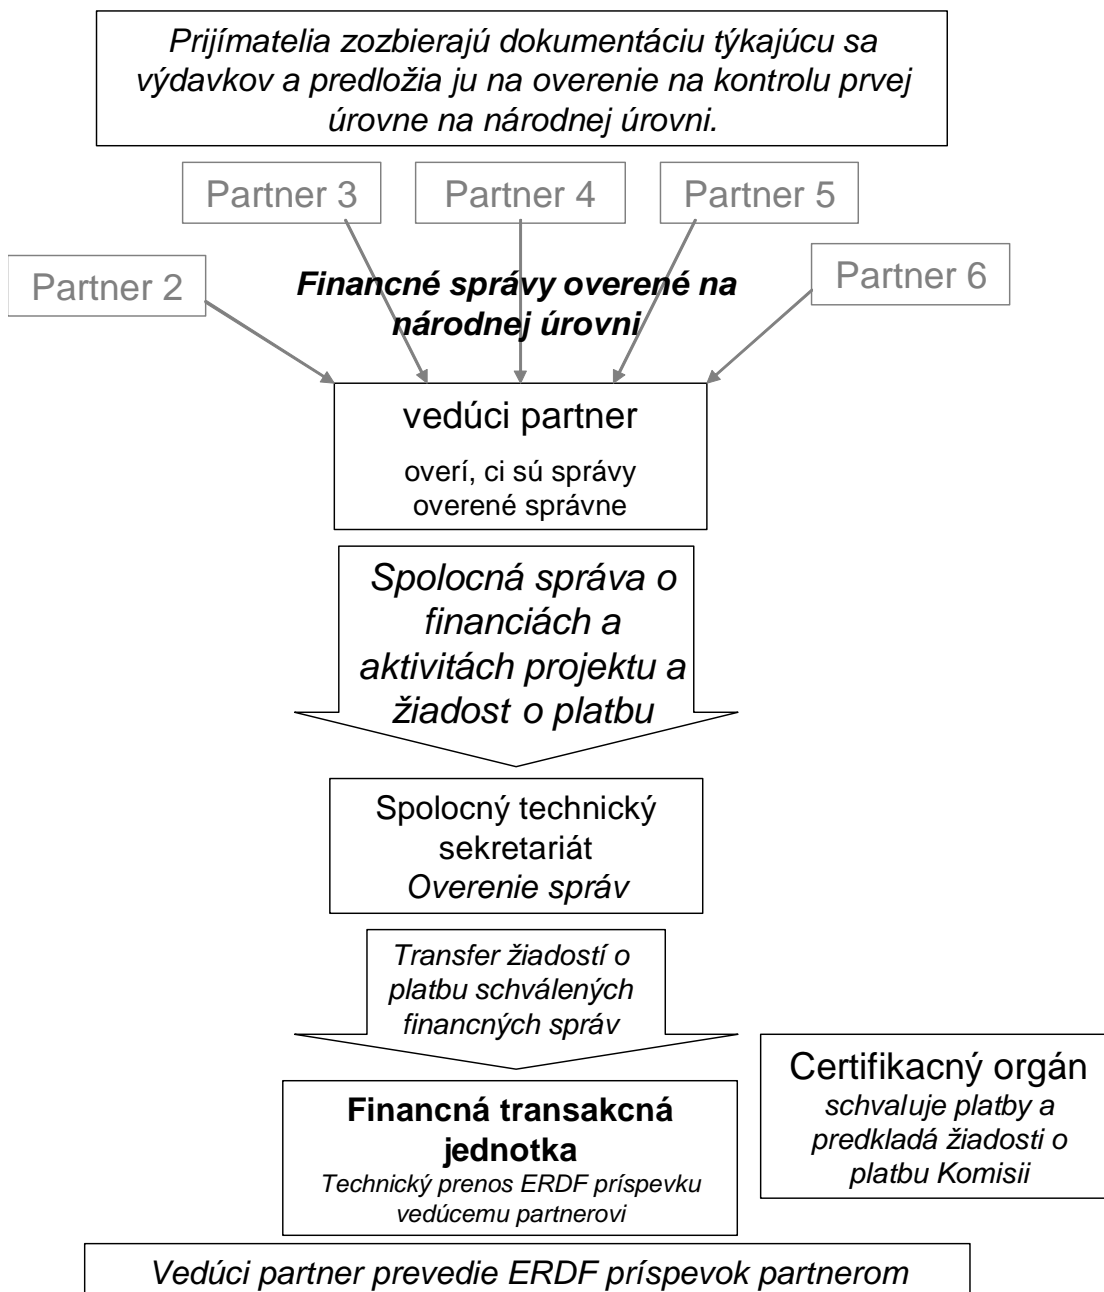 Prijímatelia zozbierajú dokumentáciu týkajúcu sa
výdavkov a predložia ju na overenie na kontrolu prvej
úrovne na národnej úrovni.
Partner 3
Partner 4
Partner 5
Partner 2
Partner 6
Financné správy overené na
národnej úrovni
vedúci partner
overí, ci sú správy
overené správne
Spolocná správa o
financiách a
aktivitách projektu a
žiadost o platbu
Spolocný technický
sekretariát
Overenie správ
Transfer žiadostí o
platbu schválených
financných správ
Certifikacný orgán
schvaluje platby a
predkladá žiadosti o
platbu Komisii
Financná transakcná
jednotka
Technický prenos ERDF príspevku
vedúcemu partnerovi
Vedúci partner prevedie ERDF príspevok partnerom